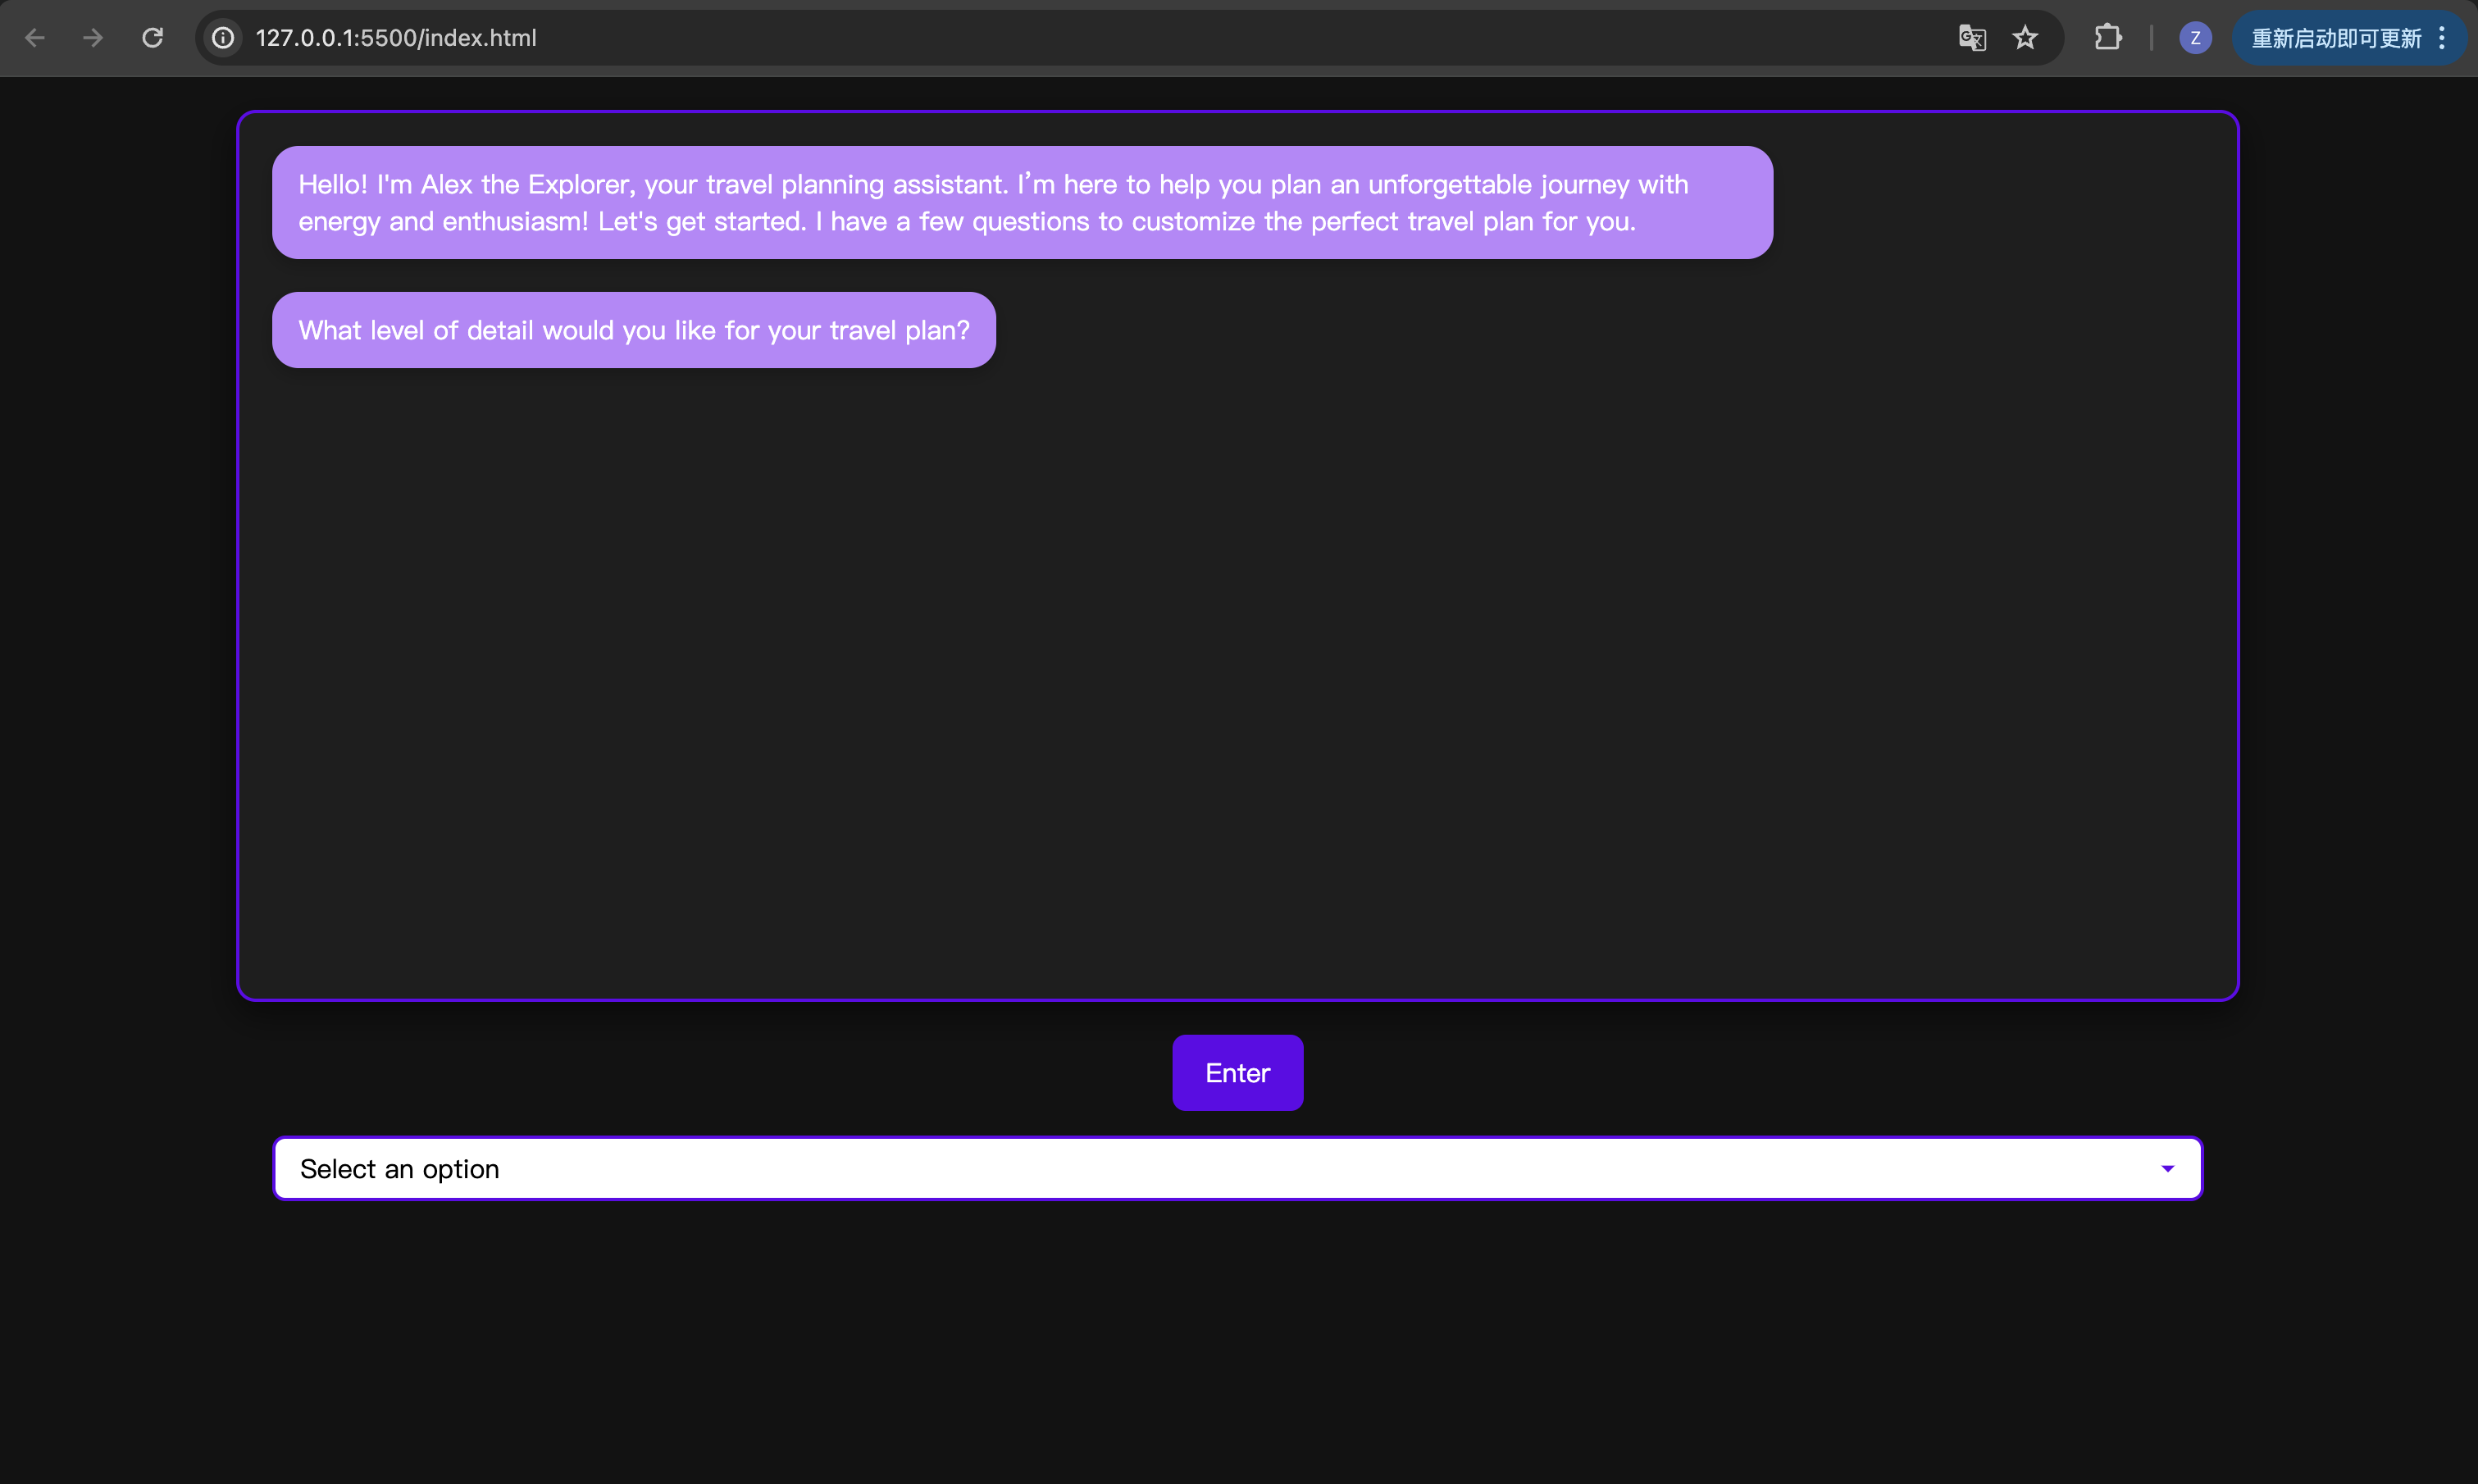 127.0.0.1:5500/index.html
Z
重新启动即可更新
Hello! I'm Alex the Explorer, your travel planning assistant. I’m here to help you plan an unforgettable journey with
energy and enthusiasm! Let's get started. I have a few questions to customize the perfect travel plan for you.
What level of detail would you like for your travel plan?
Enter
Select an option